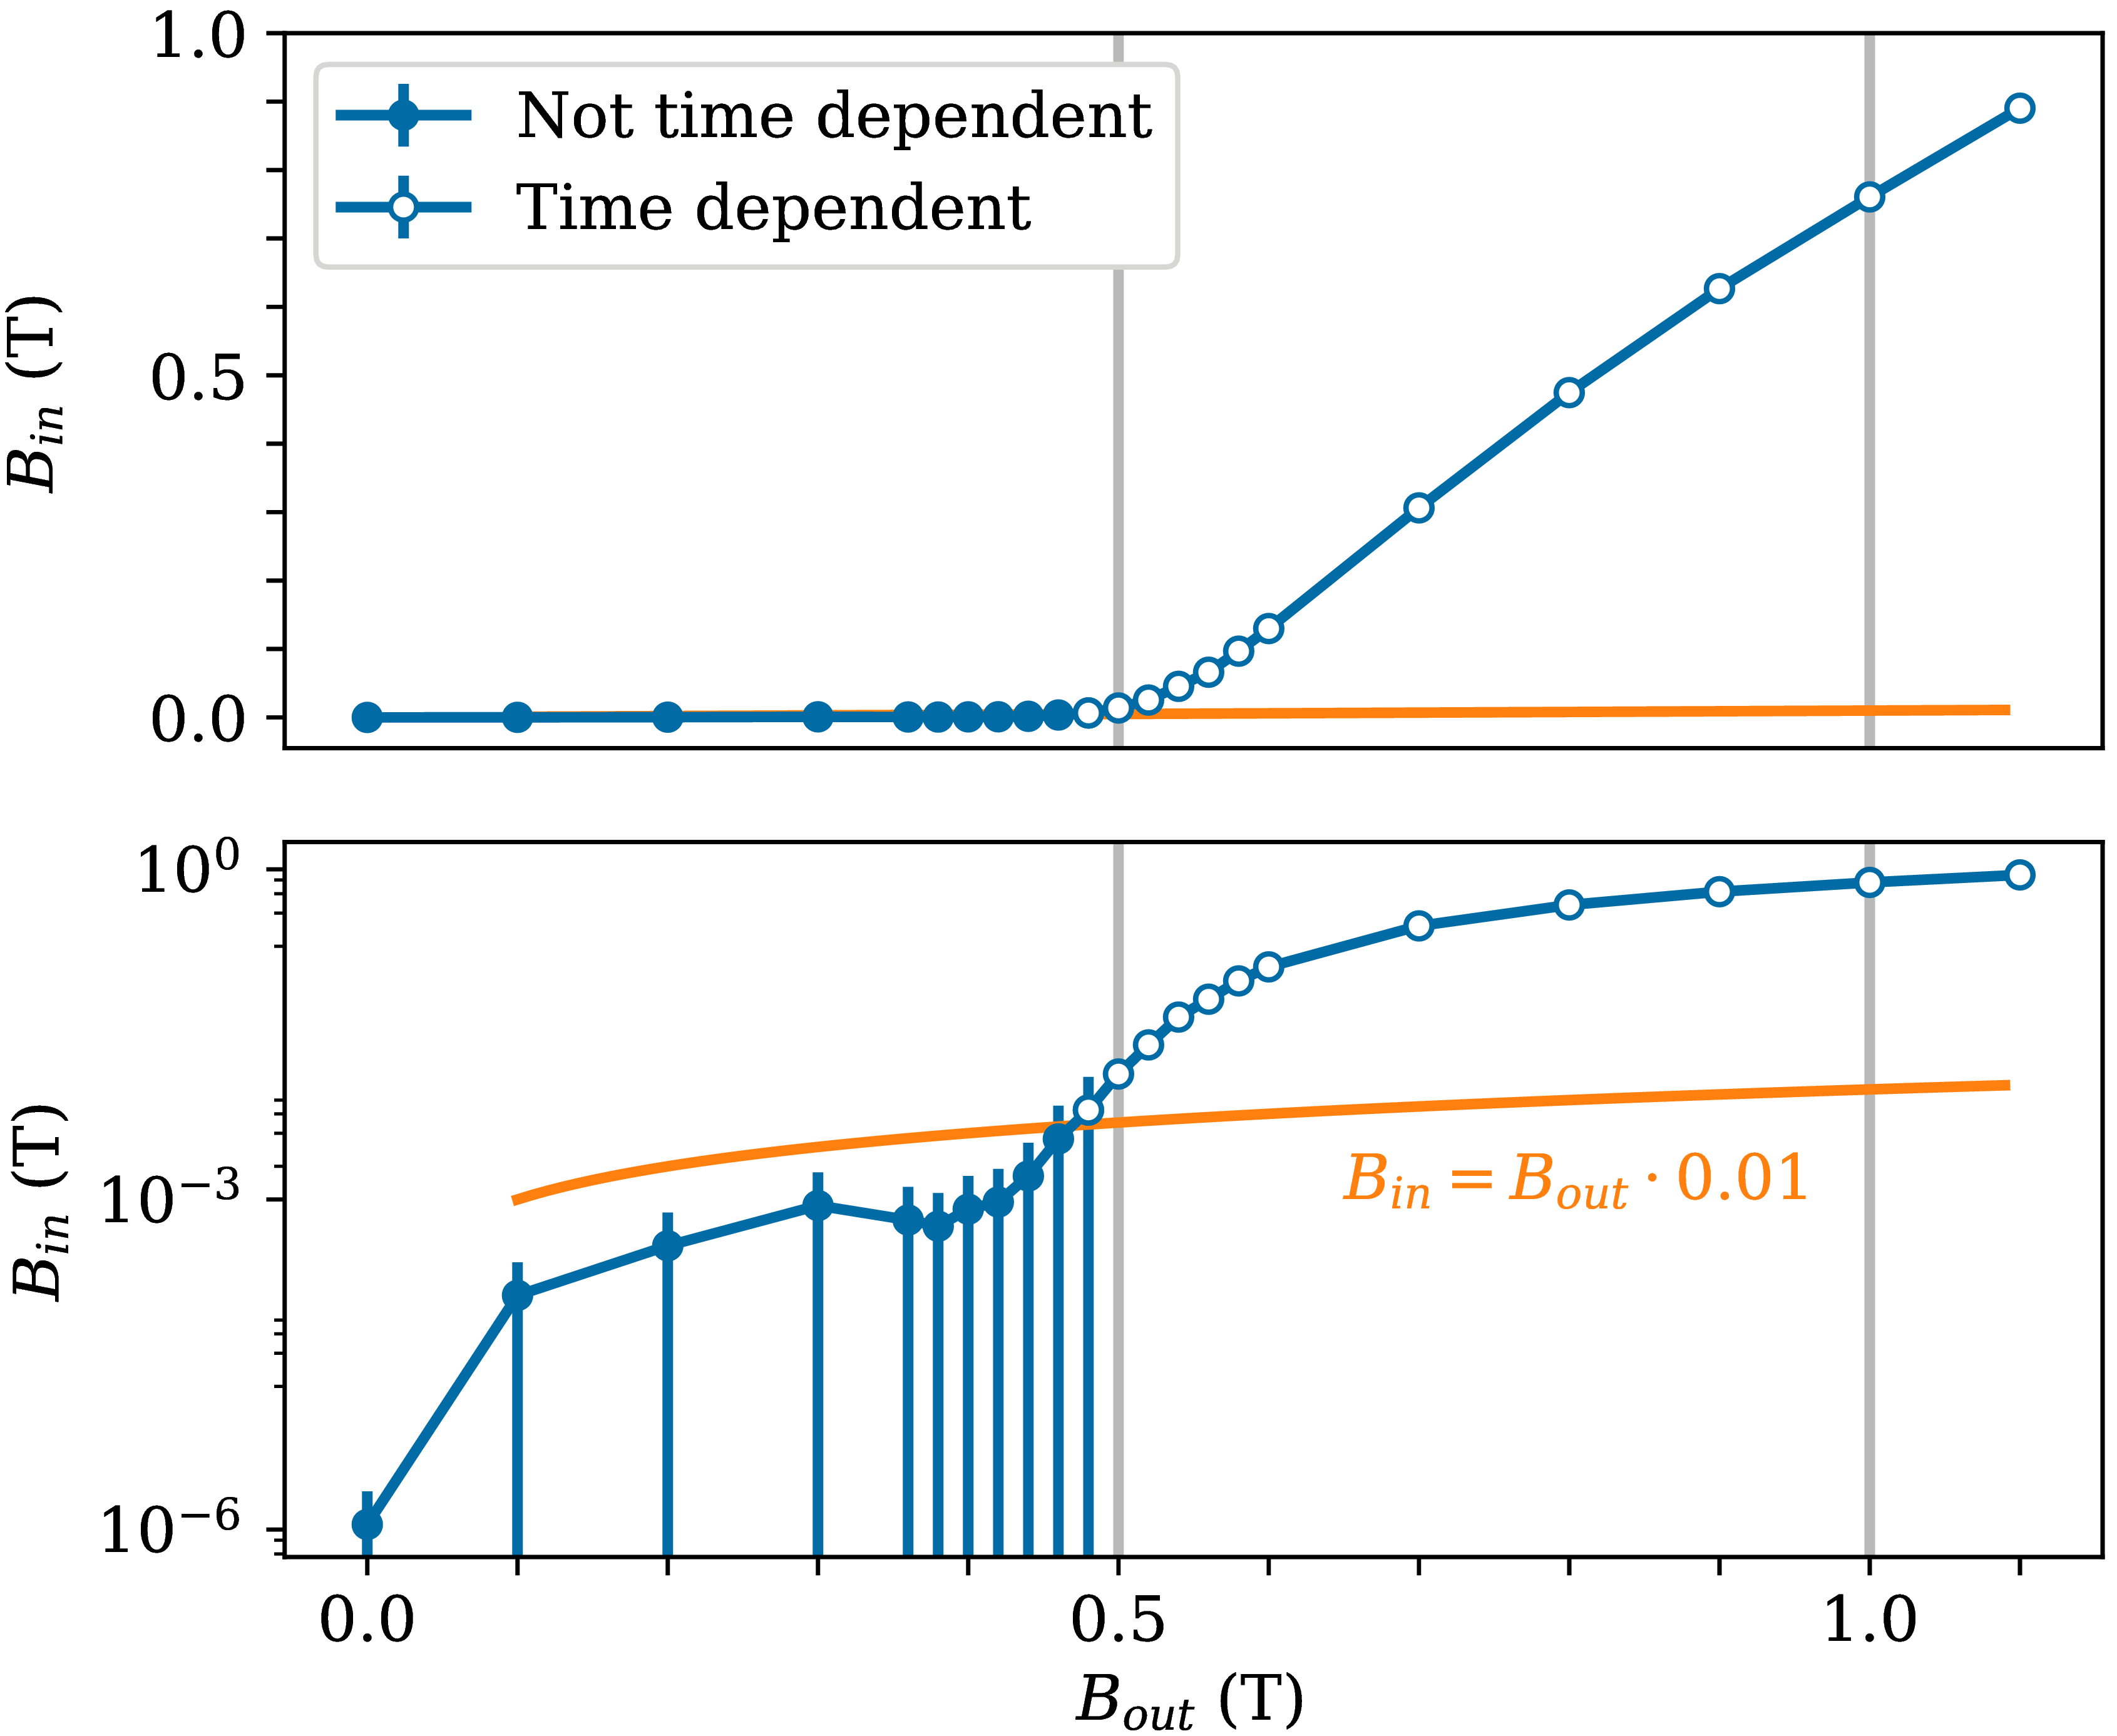 1.0
Not time dependent
Time dependent
0.5
0.0
B_in (T)
10^0
10^−3
10^−6
B_in (T)
B_in = B_out · 0.01
0.0 0.5 1.0
B_out (T)